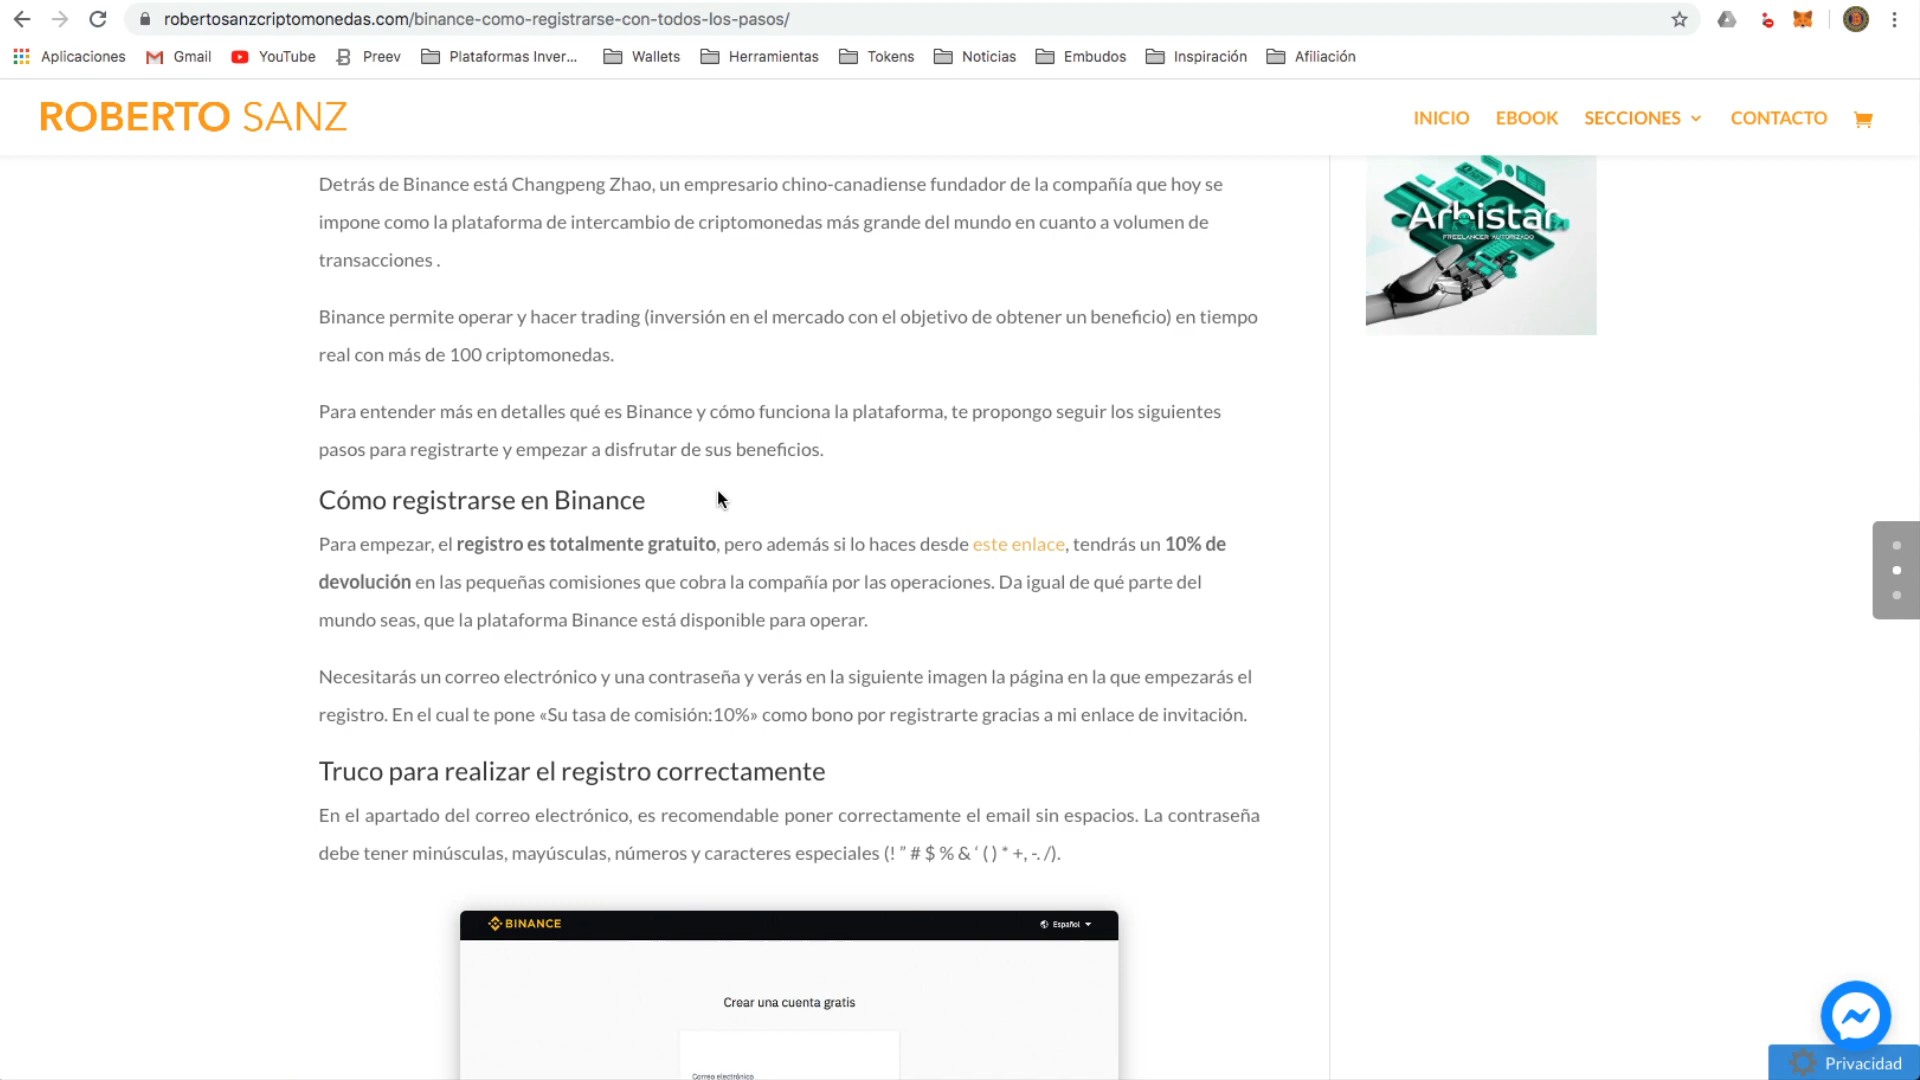 robertosanzcriptomonedas.com/binance-como-registrarse-con-todos-los-pasos/
Aplicaciones
Gmail
YouTube
Preev
Plataformas Inver...
Wallets
Herramientas
Tokens
Noticias
Embudos
Inspiración
Afiliación
ROBERTO SANZ
INICIO
EBOOK
SECCIONES
CONTACTO
Arbistar
FREELANCER AUTORIZADO
Detrás de Binance está Changpeng Zhao, un empresario chino-canadiense fundador de la compañía que hoy se
impone como la plataforma de intercambio de criptomonedas más grande del mundo en cuanto a volumen de
transacciones .
Binance permite operar y hacer trading (inversión en el mercado con el objetivo de obtener un beneficio) en tiempo
real con más de 100 criptomonedas.
Para entender más en detalles qué es Binance y cómo funciona la plataforma, te propongo seguir los siguientes
pasos para registrarte y empezar a disfrutar de sus beneficios.
Cómo registrarse en Binance
Para empezar, el registro es totalmente gratuito, pero además si lo haces desde este enlace, tendrás un 10% de
devolución en las pequeñas comisiones que cobra la compañía por las operaciones. Da igual de qué parte del
mundo seas, que la plataforma Binance está disponible para operar.
Necesitarás un correo electrónico y una contraseña y verás en la siguiente imagen la página en la que empezarás el
registro. En el cual te pone «Su tasa de comisión:10%» como bono por registrarte gracias a mi enlace de invitación.
Truco para realizar el registro correctamente
En el apartado del correo electrónico, es recomendable poner correctamente el email sin espacios. La contraseña
debe tener minúsculas, mayúsculas, números y caracteres especiales (! ” # $ % & ‘ ( ) * +, -. /).
BINANCE
Español
Crear una cuenta gratis
Correo electrónico
Privacidad